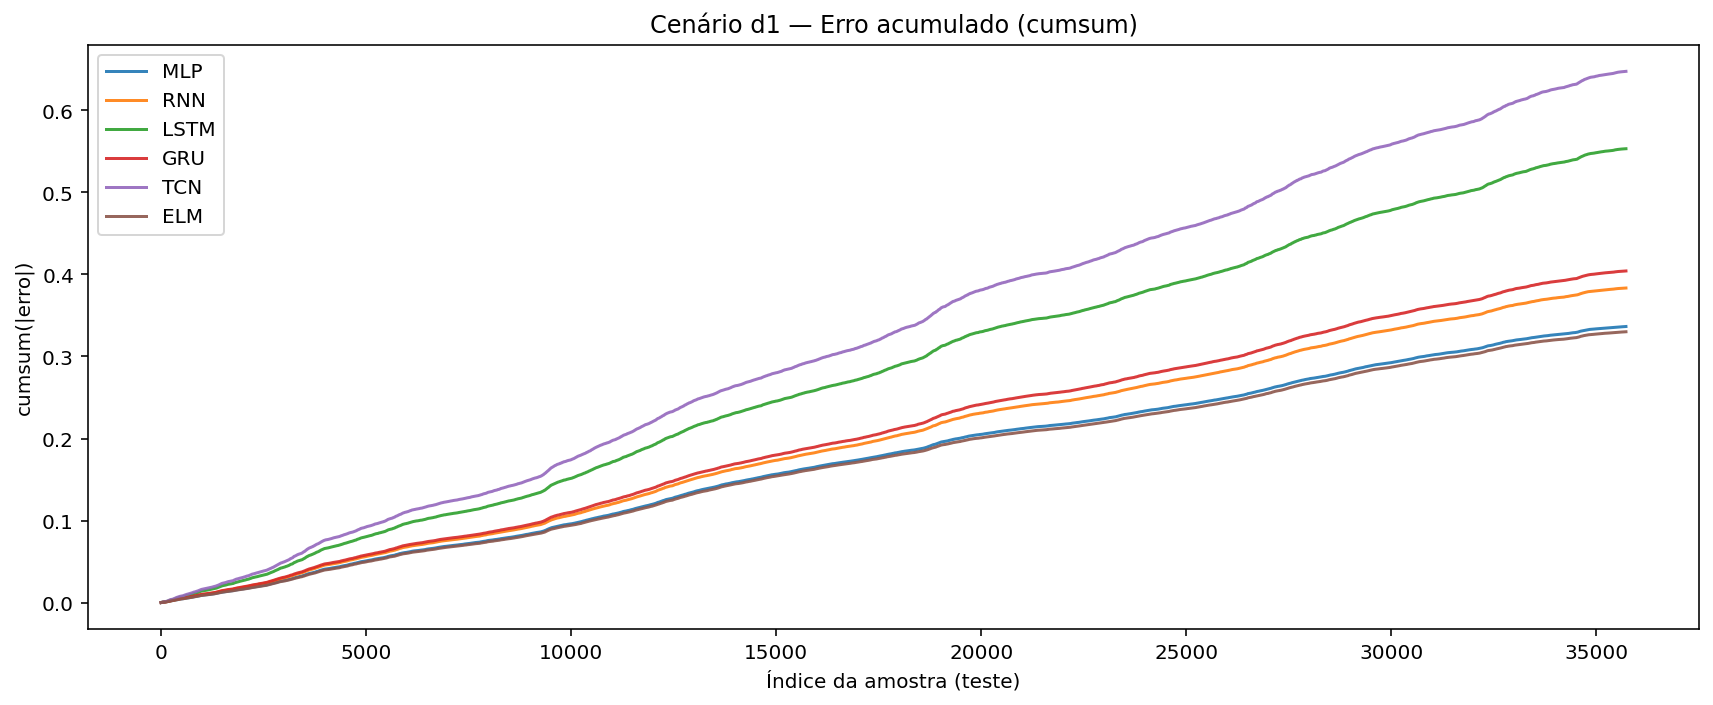 Cenário d1 — Erro acumulado (cumsum)
MLP
RNN
LSTM
GRU
TCN
ELM
cumsum(|erro|)
0.6
0.5
0.4
0.3
0.2
0.1
0.0
0 5000 10000 15000 20000 25000 30000 35000
Índice da amostra (teste)